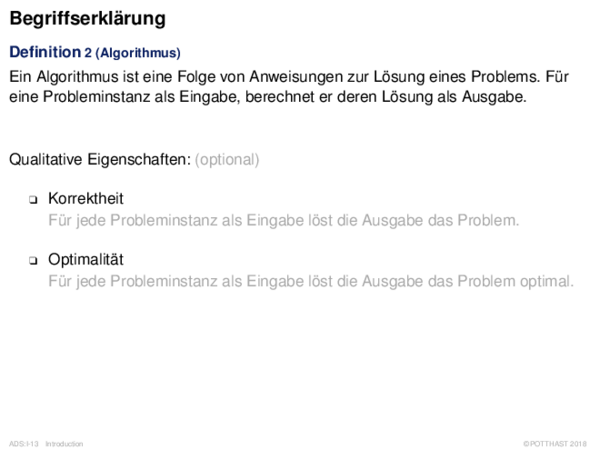 Begriffserklärung
Definition 2 (Algorithmus)
Ein Algorithmus ist eine Folge von Anweisungen zur Lösung eines Problems. Für
eine Probleminstanz als Eingabe, berechnet er deren Lösung als Ausgabe.
Qualitative Eigenschaften: (optional)
❑ Korrektheit
Für jede Probleminstanz als Eingabe löst die Ausgabe das Problem.
❑ Optimalität
Für jede Probleminstanz als Eingabe löst die Ausgabe das Problem optimal.
ADS:I-13 Introduction
© POTTHAST 2018